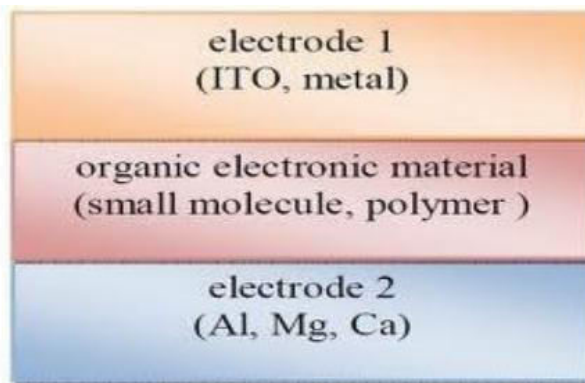 electrode 1
(ITO, metal)
organic electronic material
(small molecule, polymer )
electrode 2
(Al, Mg, Ca)